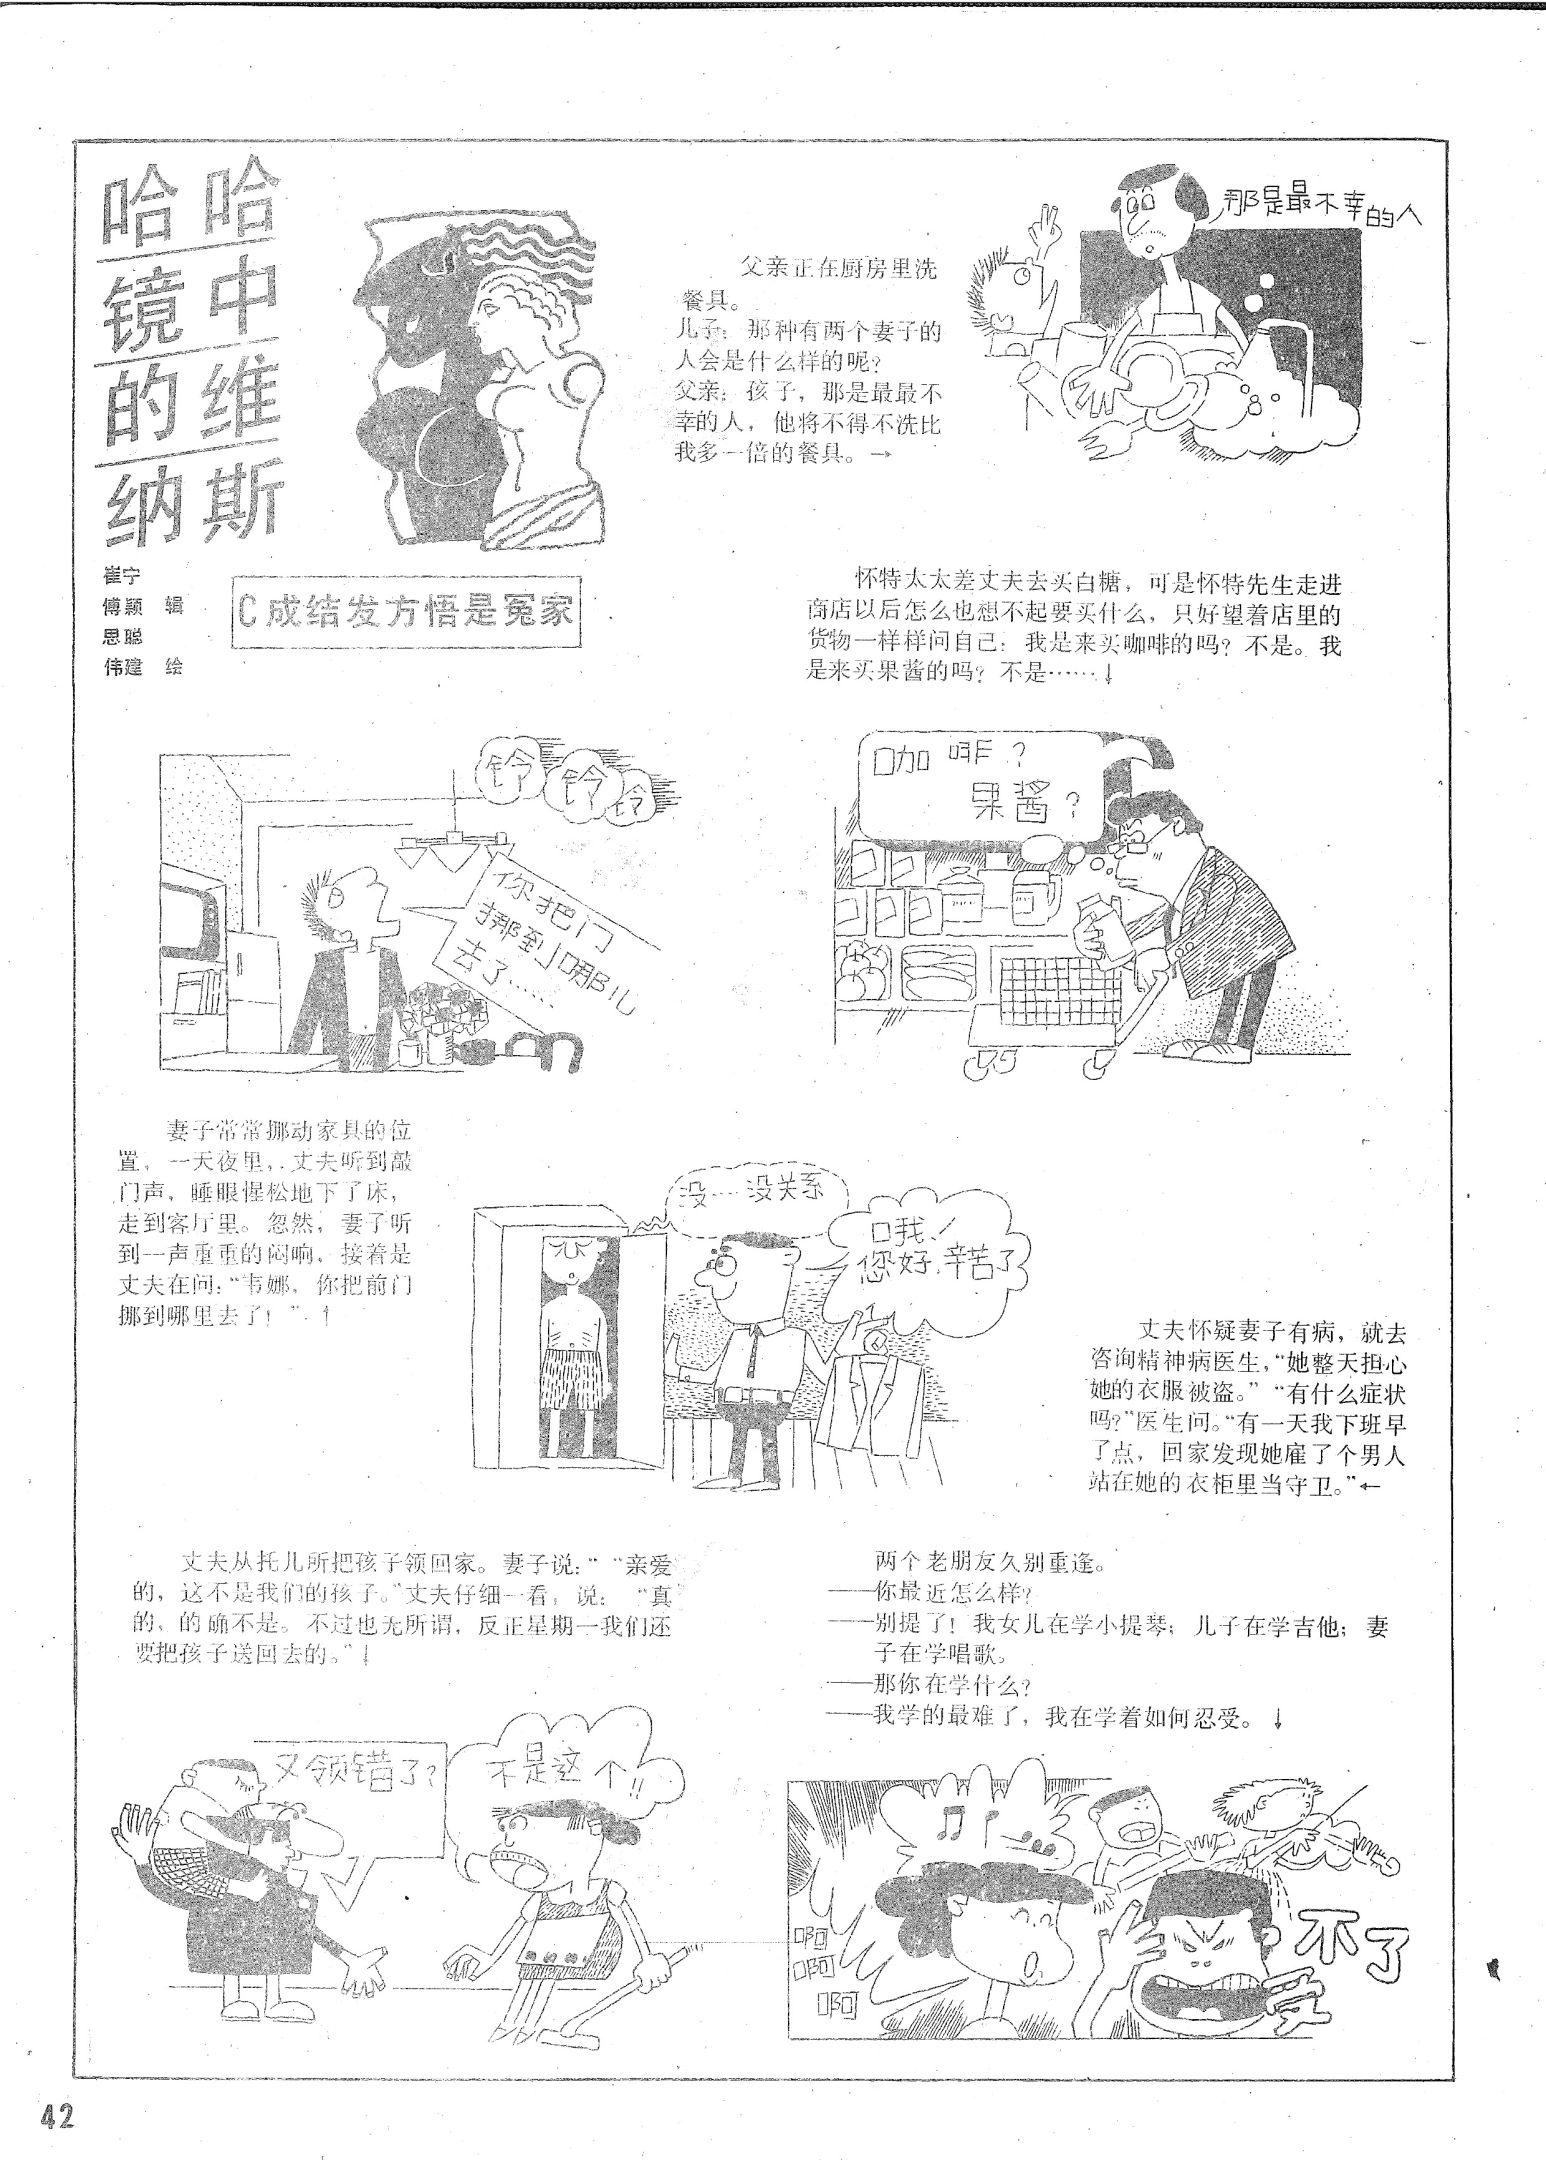 哈哈
镜中
的维
纳斯
崔宁
傅颖 辑
思聪
伟建 绘
C成结发方悟是冤家
父亲正在厨房里洗
餐具。
儿子：那种有两个妻子的
人会是什么样的呢？
父亲：孩子，那是最最不
幸的人，他将不得不洗比
我多一倍的餐具。→
那是最不幸的人
怀特太太差丈夫去买白糖，可是怀特先生走进
商店以后怎么也想不起要买什么，只好望着店里的
货物一样样问自己：我是来买咖啡的吗？不是。我
是来买果酱的吗？不是……↓
铃 铃 铃
你把门
挪到哪儿
去了……
咖啡？
果酱？
妻子常常挪动家具的位
置，一天夜里，丈夫听到敲
门声，睡眼惺松地下了床，
走到客厅里。忽然，妻子听
到一声重重的闷响，接着是
丈夫在问：“韦娜，你把前门
挪到哪里去了！”↑
没…没关系
哦！
您好，辛苦了
丈夫怀疑妻子有病，就去
咨询精神病医生，“她整天担心
她的衣服被盗。”“有什么症状
吗？”医生问。“有一天我下班早
了点，回家发现她雇了个男人
站在她的衣柜里当守卫。”←
丈夫从托儿所把孩子领回家。妻子说：“ “亲爱
的，这不是我们的孩子。”丈夫仔细一看，说： “真
的，的确不是。不过也无所谓，反正星期一我们还
要把孩子送回去的。”↓
又领错了？
不是这个!!
两个老朋友久别重逢。
——你最近怎么样？
——别提了！我女儿在学小提琴；儿子在学吉他；妻
子在学唱歌。
——那你在学什么？
——我学的最难了，我在学着如何忍受。↓
啊
啊
啊
受不了
42